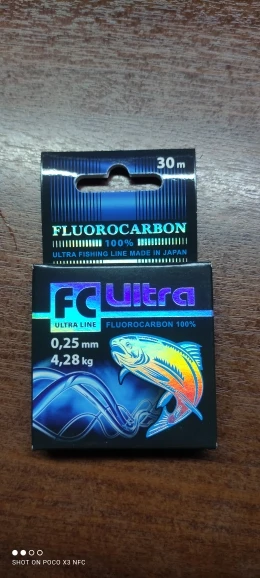 30 m
FLUOROCARBON
100%
ULTRA FISHING LINE MADE IN JAPAN
FC Ultra
ULTRA LINE FLUOROCARBON 100%
0,25 mm
4,28 kg
SHOT ON POCO X3 NFC